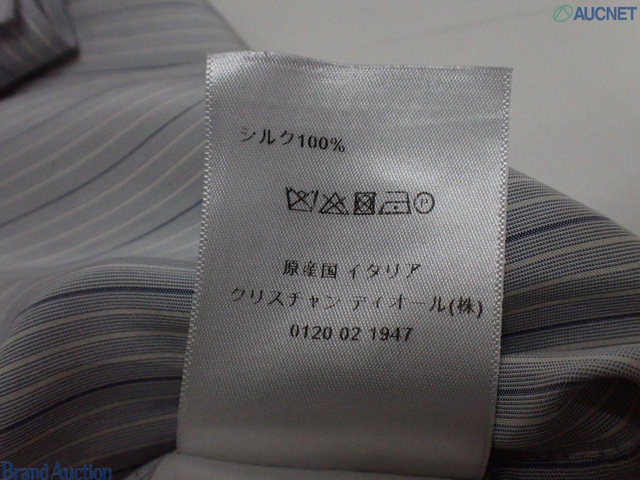 AUCNET
シルク100%
P
原産国 イタリア
クリスチャン ディオール(株)
0120 02 1947
Brand Auction